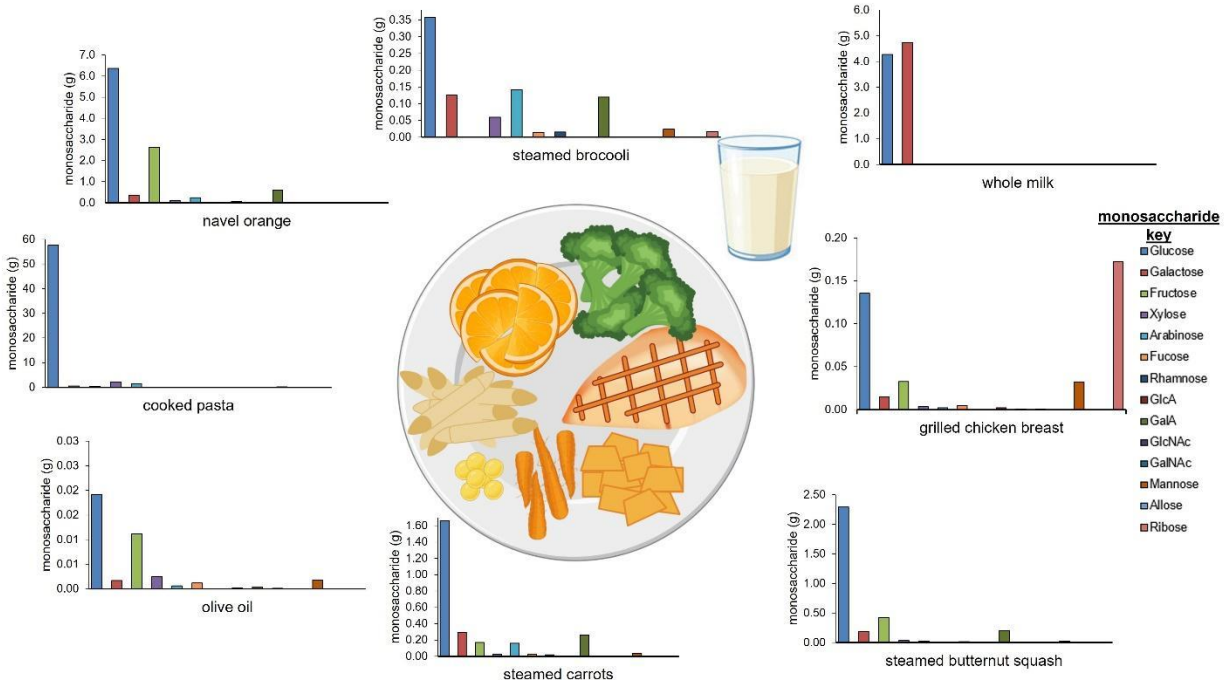 monosaccharide (g)
7.0
6.0
5.0
4.0
3.0
2.0
1.0
0.0
navel orange
monosaccharide (g)
0.35
0.30
0.25
0.20
0.15
0.10
0.05
0.00
steamed brocooli
monosaccharide (g)
6.0
5.0
4.0
3.0
2.0
1.0
0.0
whole milk
monosaccharide (g)
60
50
40
30
20
10
0
cooked pasta
monosaccharide (g)
0.20
0.15
0.10
0.05
0.00
grilled chicken breast
monosaccharide
key
Glucose
Galactose
Fructose
Xylose
Arabinose
Fucose
Rhamnose
GlcA
GalA
GlcNAc
GalNAc
Mannose
Allose
Ribose
monosaccharide (g)
0.03
0.03
0.02
0.02
0.01
0.01
0.00
olive oil
monosaccharide (g)
1.60
1.40
1.20
1.00
0.80
0.60
0.40
0.20
0.00
steamed carrots
monosaccharide (g)
2.50
2.00
1.50
1.00
0.50
0.00
steamed butternut squash